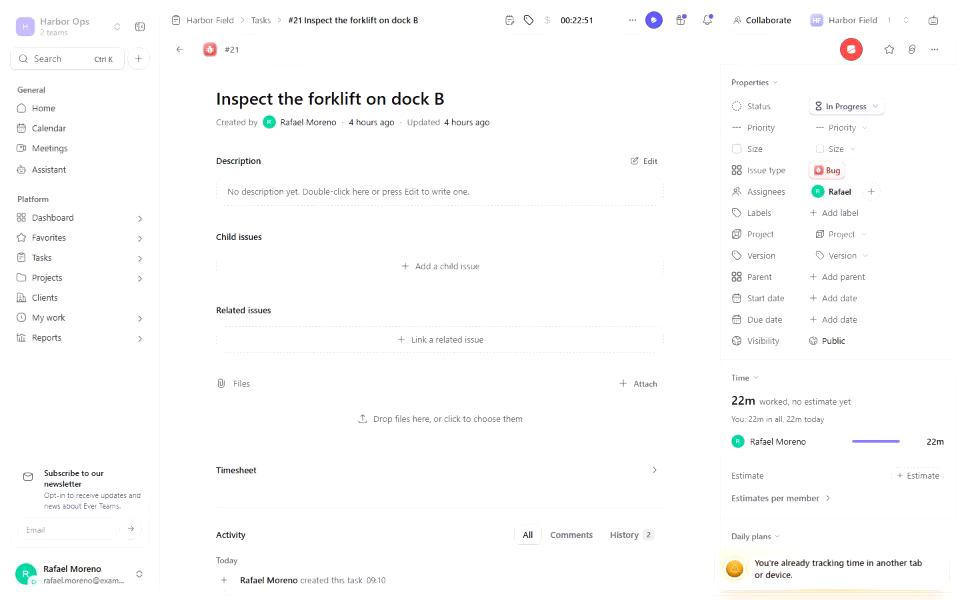 H
Harbor Ops
2 teams
Search Ctrl K
General
Home
Calendar
Meetings
Assistant
Platform
Dashboard
Favorites
Tasks
Projects
Clients
My work
Reports
Subscribe to our
newsletter
Opt-in to receive updates and
news about Ever Teams.
Email
R
Rafael Moreno
rafael.moreno@exam...
Harbor Field > Tasks > #21 Inspect the forklift on dock B
00:22:51
Collaborate
HF Harbor Field 1
#21
Inspect the forklift on dock B
Created by R Rafael Moreno · 4 hours ago · Updated 4 hours ago
Description Edit
No description yet. Double-click here or press Edit to write one.
Child issues
+ Add a child issue
Related issues
+ Link a related issue
Files + Attach
Drop files here, or click to choose them
Timesheet
Activity All Comments History 2
Today
+ Rafael Moreno created this task 09:10
Properties
Status In Progress
Priority Priority
Size Size
Issue type Bug
Assignees R Rafael +
Labels + Add label
Project Project
Version Version
Parent + Add parent
Start date + Add date
Due date + Add date
Visibility Public
Time
22m worked, no estimate yet
You: 22m in all, 22m today
R Rafael Moreno 22m
Estimate + Estimate
Estimates per member
Daily plans
You're already tracking time in another tab
or device.